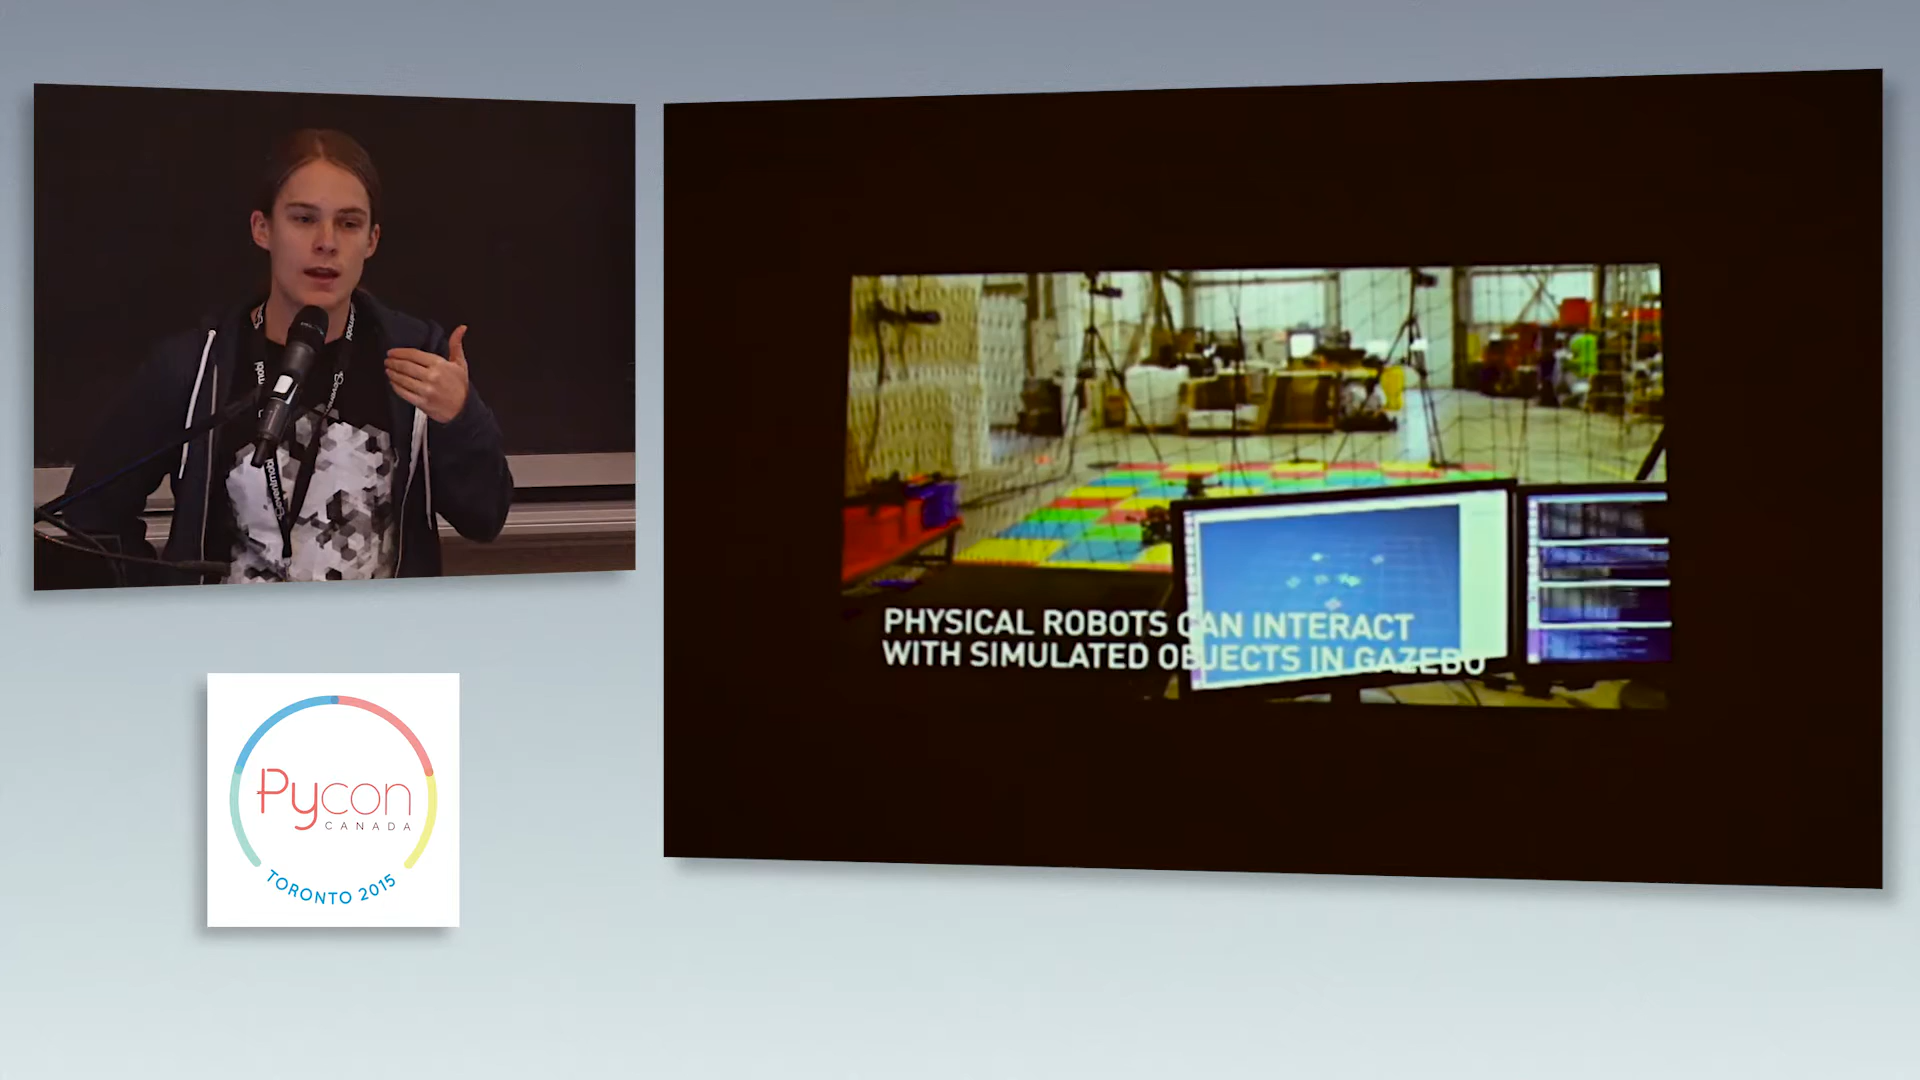 PHYSICAL ROBOTS CAN INTERACT
WITH SIMULATED OBJECTS IN GAZEBO
Pycon
CANADA
TORONTO 2015